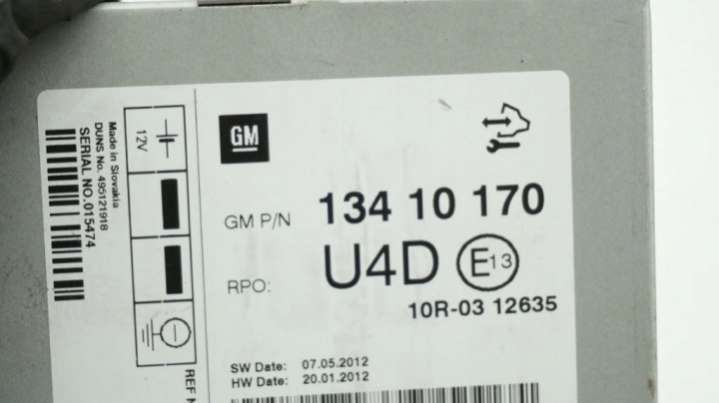 GM
GM P/N 134 10 170
RPO: U4D E13
10R-03 12635
SW Date: 07.05.2012
HW Date: 20.01.2012
12V
Made in Slovakia
DUNS No. 495121918
SERIAL NO.015474
REF